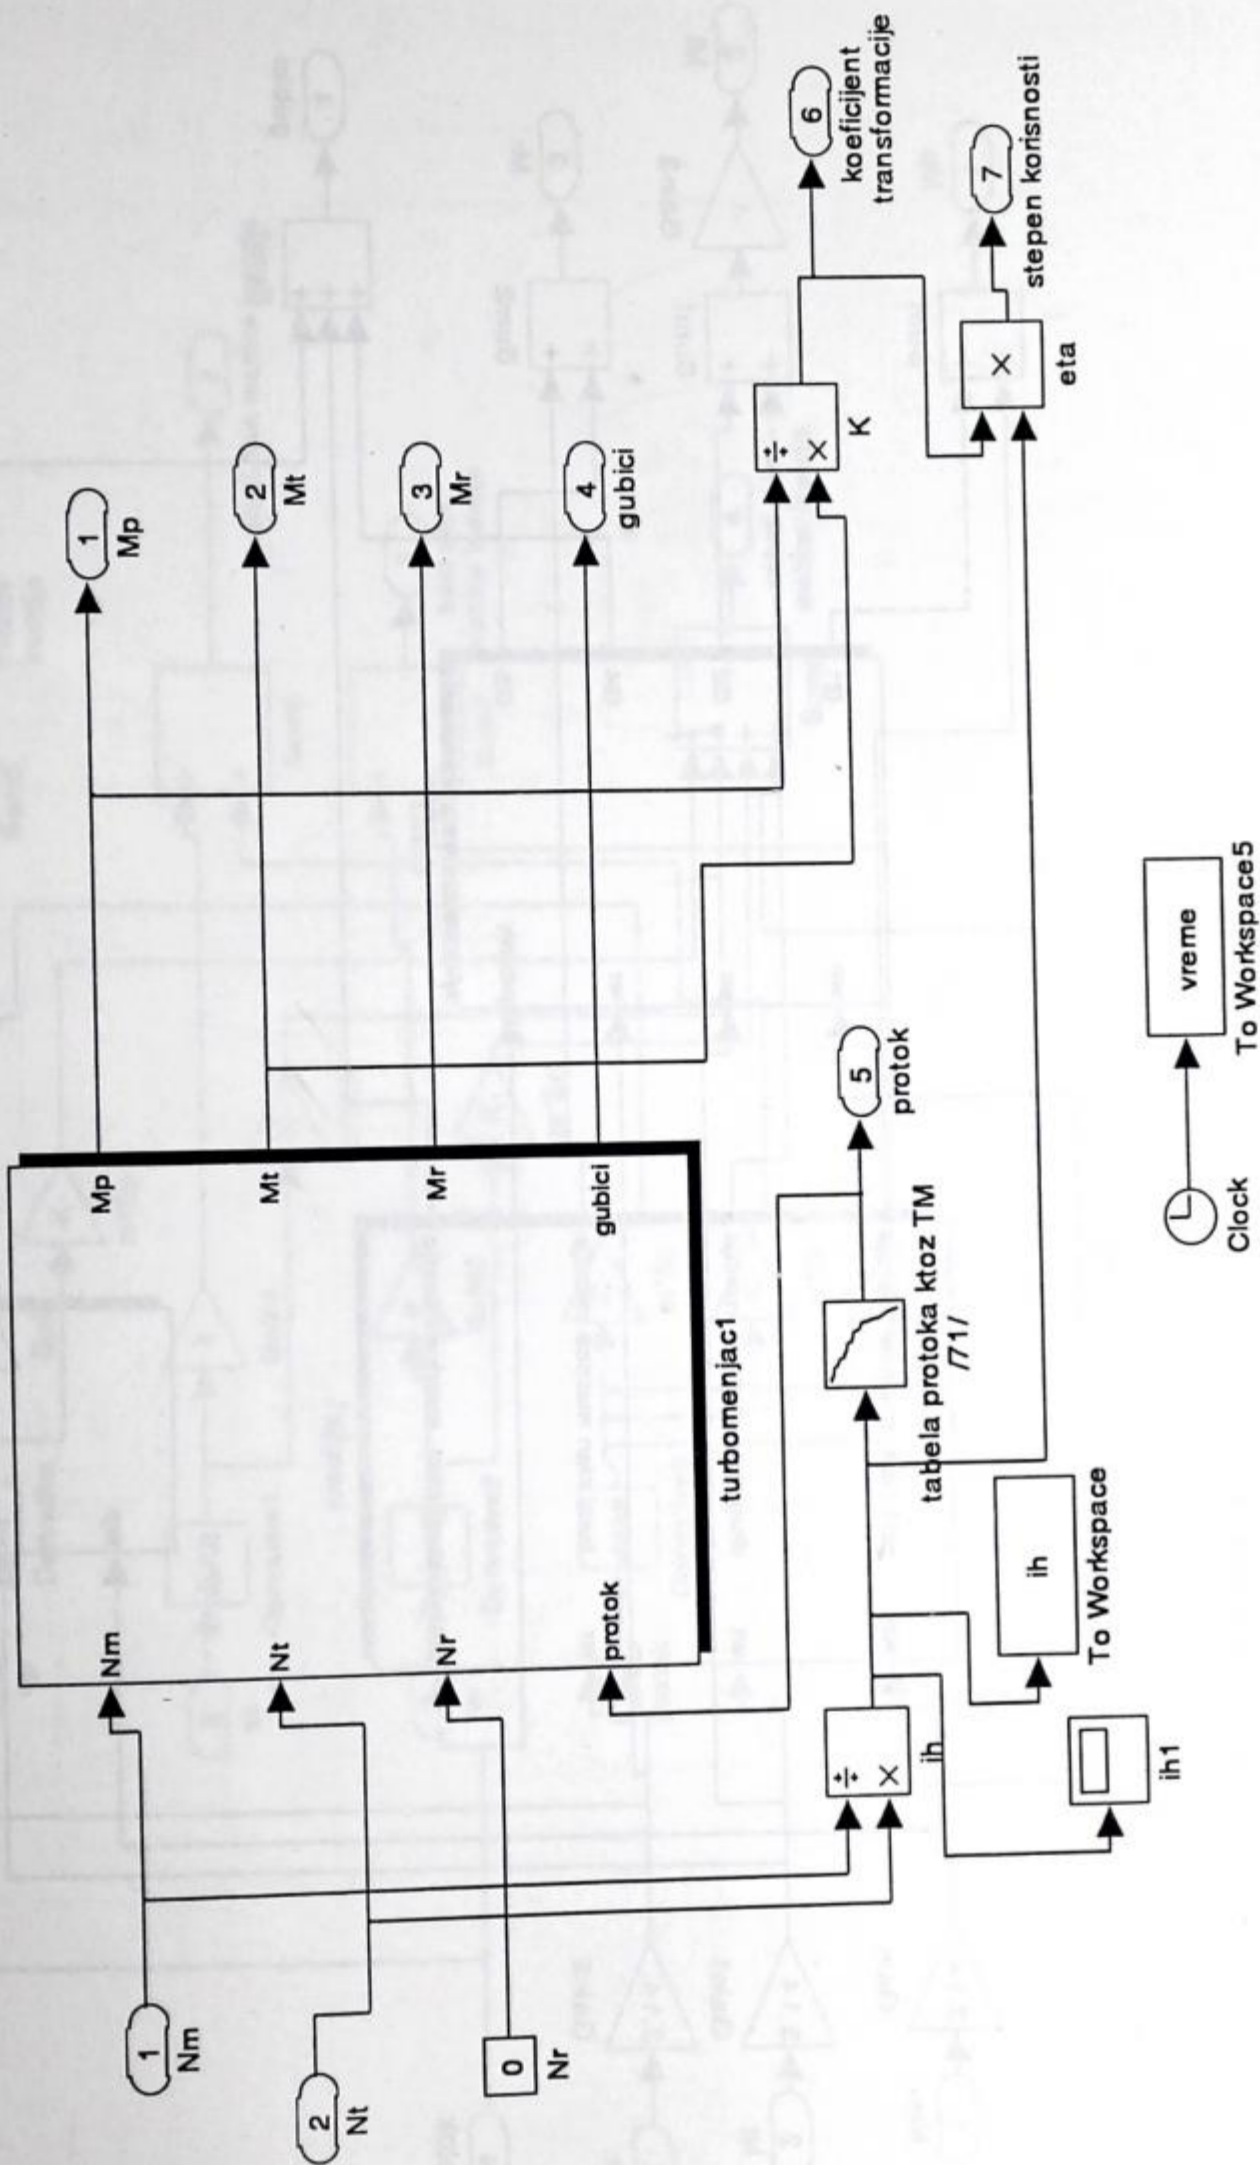 1
Nm
2
Nt
0
Nr
Nm
Nt
Nr
protok
Mp
Mt
Mr
gubici
turbomenjac1
1
Mp
2
Mt
3
Mr
4
gubici
÷
×
ih
ih1
ih
To Workspace
tabela protoka ktoz TM
/71/
5
protok
÷
×
K
6
koeficijent
transformacije
×
eta
7
stepen korisnosti
Clock
vreme
To Workspace5